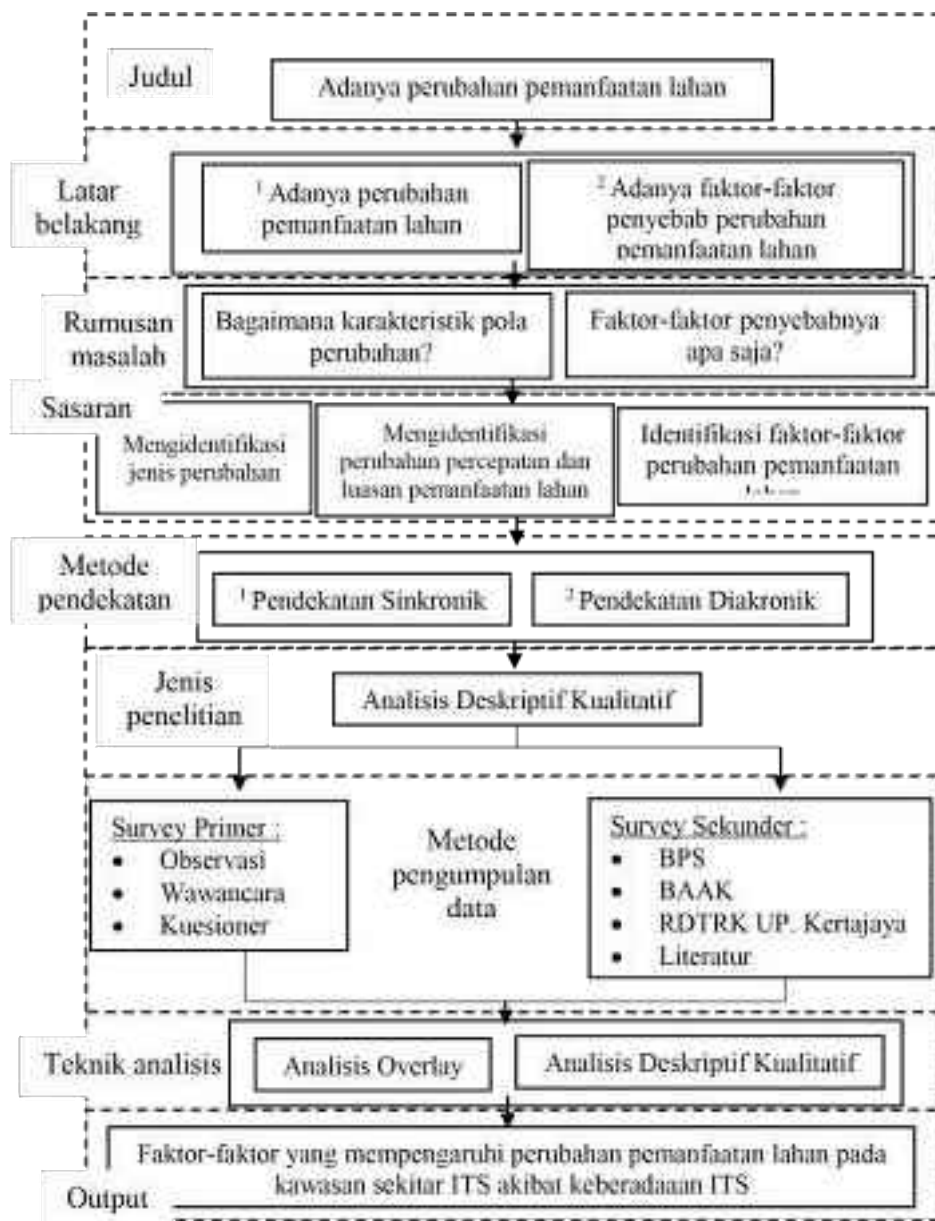 Judul
Adanya perubahan pemanfaatan lahan
Latar
belakang
1 Adanya perubahan
pemanfaatan lahan
2 Adanya faktor-faktor
penyebab perubahan
pemanfaatan lahan
Rumusan
masalah
Bagaimana karakteristik pola
perubahan?
Faktor-faktor penyebabnya
apa saja?
Sasaran
Mengidentifikasi
jenis perubahan
Mengidentifikasi
perubahan percepatan dan
luasan pemanfaatan lahan
Identifikasi faktor-faktor
perubahan pemanfaatan
Metode
pendekatan
1 Pendekatan Sinkronik
2 Pendekatan Diakronik
Jenis
penelitian
Analisis Deskriptif Kualitatif
Survey Primer :
• Observasi
• Wawancara
• Kuesioner
Metode
pengumpulan
data
Survey Sekunder :
• BPS
• BAAK
• RDTRK UP. Kertajaya
• Literatur
Teknik analisis
Analisis Overlay
Analisis Deskriptif Kualitatif
Faktor-faktor yang mempengaruhi perubahan pemanfaatan lahan pada
kawasan sekitar ITS akibat keberadaaan ITS
Output